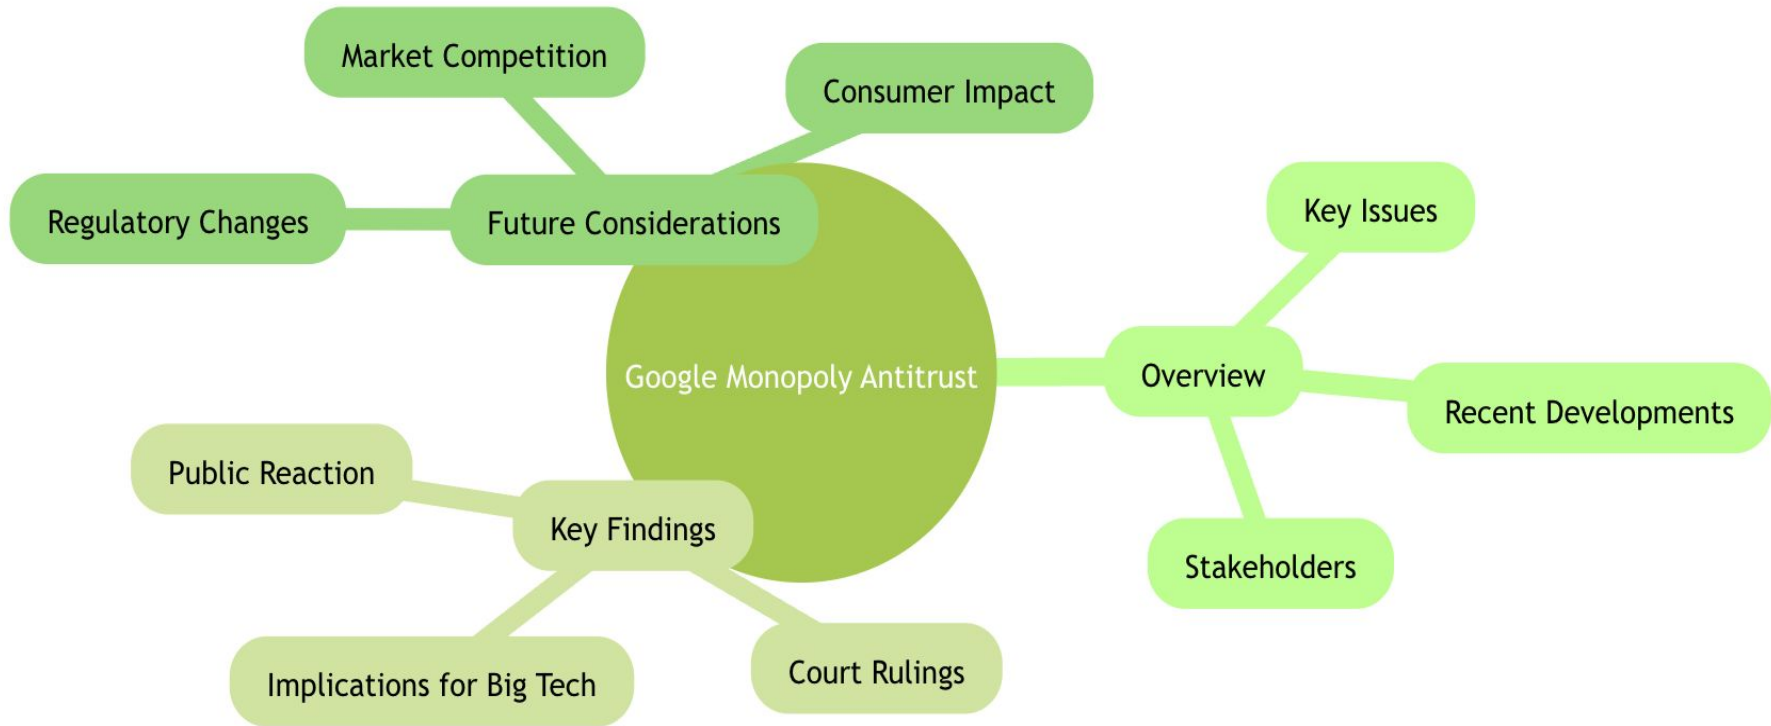 Market Competition
Consumer Impact
Regulatory Changes
Future Considerations
Key Issues
Google Monopoly Antitrust
Overview
Recent Developments
Public Reaction
Key Findings
Stakeholders
Implications for Big Tech
Court Rulings